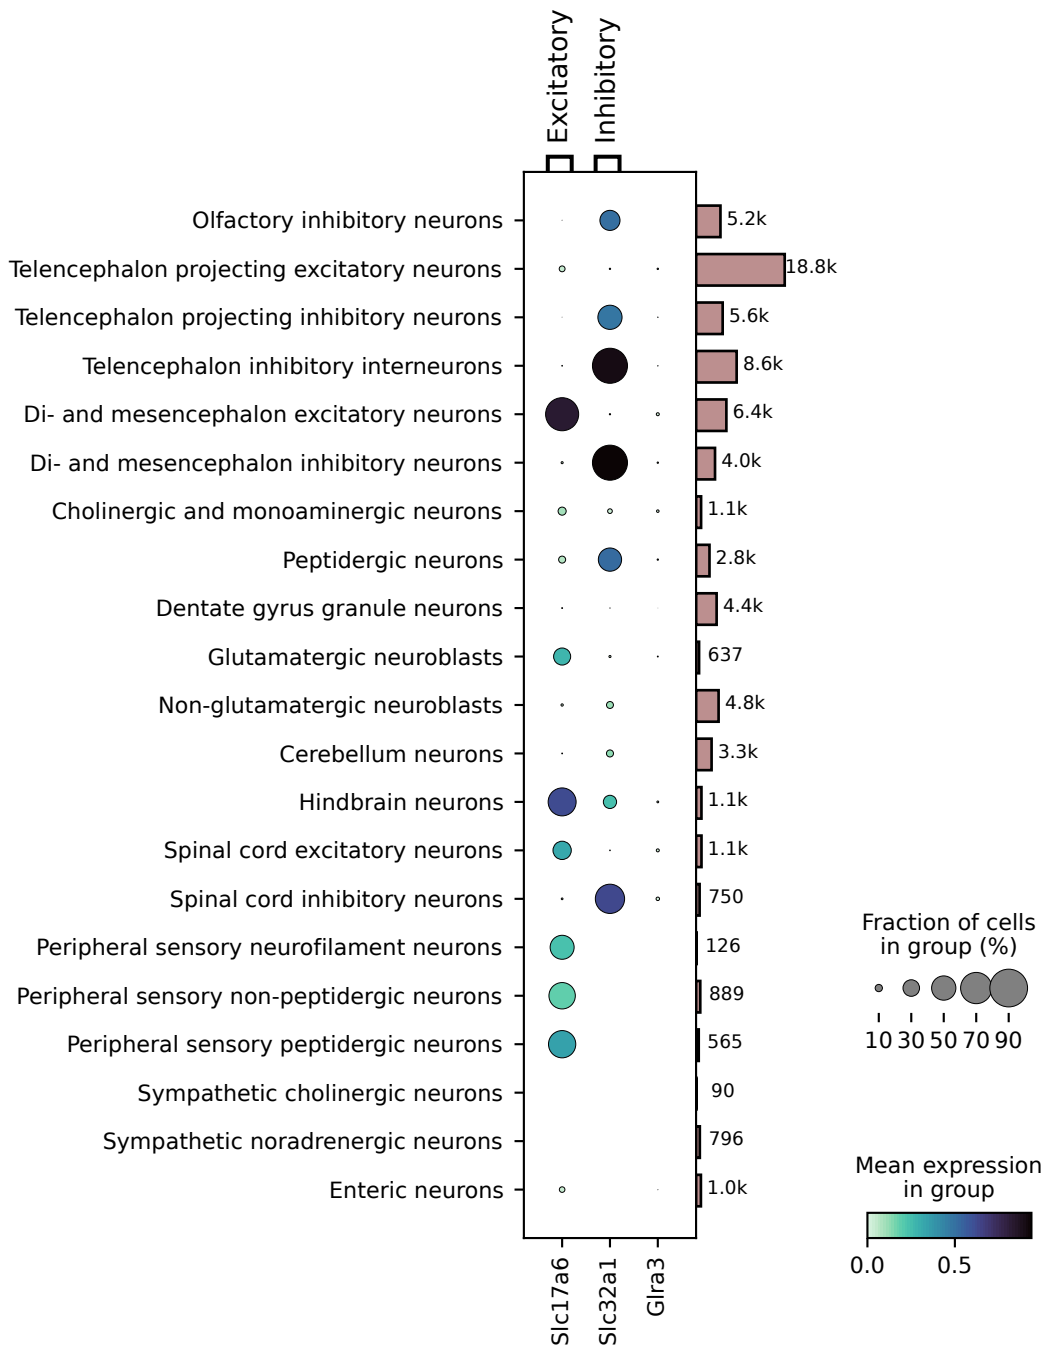 Excitatory
Inhibitory
Olfactory inhibitory neurons 5.2k
Telencephalon projecting excitatory neurons 18.8k
Telencephalon projecting inhibitory neurons 5.6k
Telencephalon inhibitory interneurons 8.6k
Di- and mesencephalon excitatory neurons 6.4k
Di- and mesencephalon inhibitory neurons 4.0k
Cholinergic and monoaminergic neurons 1.1k
Peptidergic neurons 2.8k
Dentate gyrus granule neurons 4.4k
Glutamatergic neuroblasts 637
Non-glutamatergic neuroblasts 4.8k
Cerebellum neurons 3.3k
Hindbrain neurons 1.1k
Spinal cord excitatory neurons 1.1k
Spinal cord inhibitory neurons 750
Peripheral sensory neurofilament neurons 126
Peripheral sensory non-peptidergic neurons 889
Peripheral sensory peptidergic neurons 565
Sympathetic cholinergic neurons 90
Sympathetic noradrenergic neurons 796
Enteric neurons 1.0k
Slc17a6
Slc32a1
Glra3
Fraction of cells
in group (%)
10 30 50 70 90
Mean expression
in group
0.0 0.5